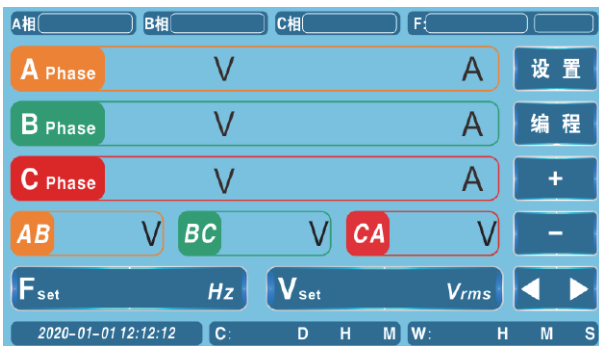 A相 B相 C相 F:
A Phase V A 设 置
B Phase V A 编 程
C Phase V A +
AB V BC V CA V −
Fset Hz Vset Vrms ◀ ▶
2020-01-01 12:12:12 C: D H M W: H M S